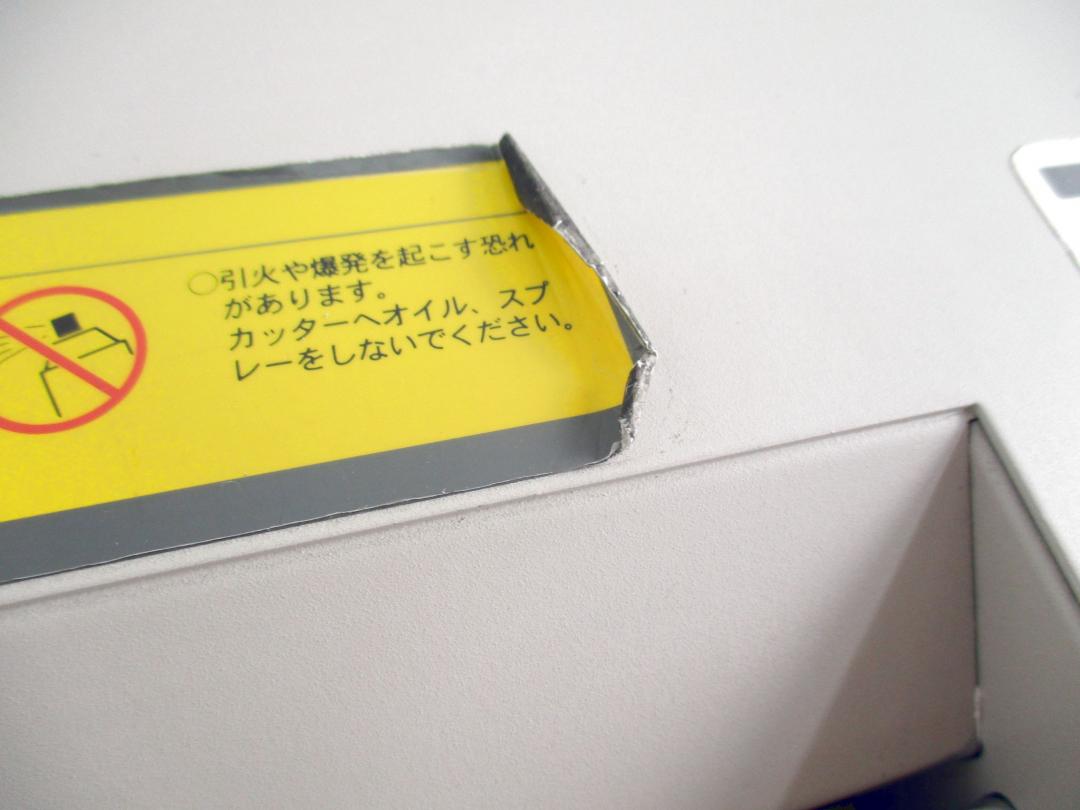 ○引火や爆発を起こす恐れ
があります。
カッターへオイル、スプ
レーをしないでください。